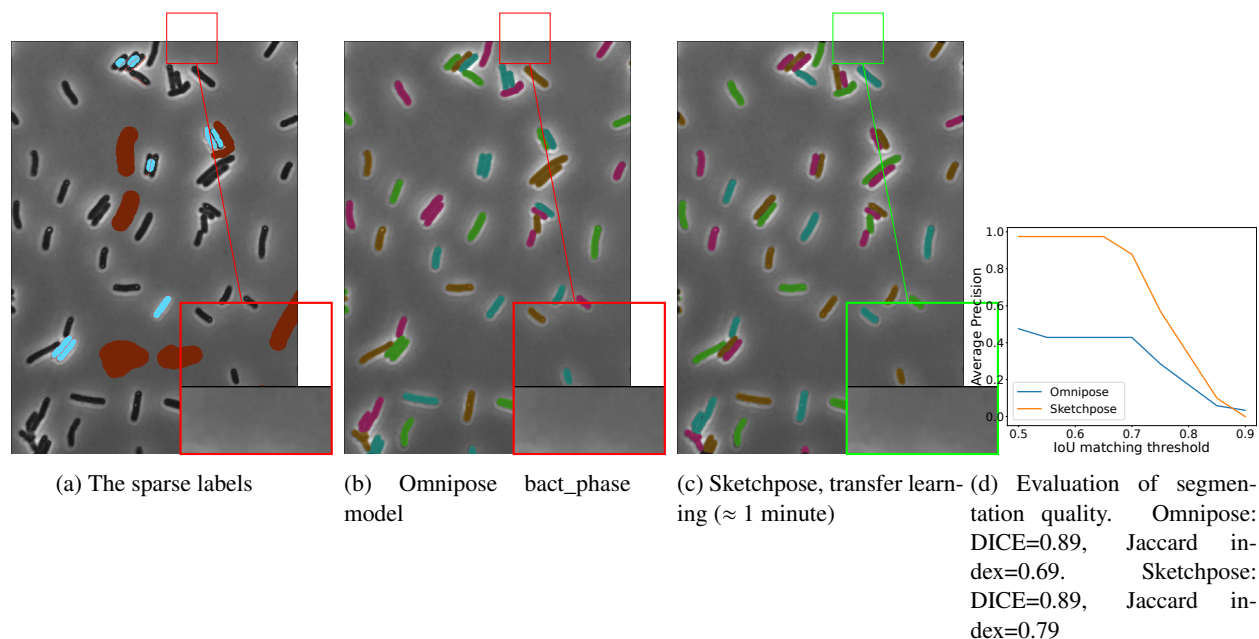 1.0
0.8
0.6
0.4
0.2
0.0
Average Precision
Omnipose
Sketchpose
0.5 0.6 0.7 0.8 0.9
IoU matching threshold
(a) The sparse labels
(b) Omnipose bact_phase
model
(c) Sketchpose, transfer learn-
ing (≈ 1 minute)
(d) Evaluation of segmen-
tation quality. Omnipose:
DICE=0.89, Jaccard in-
dex=0.69. Sketchpose:
DICE=0.89, Jaccard in-
dex=0.79